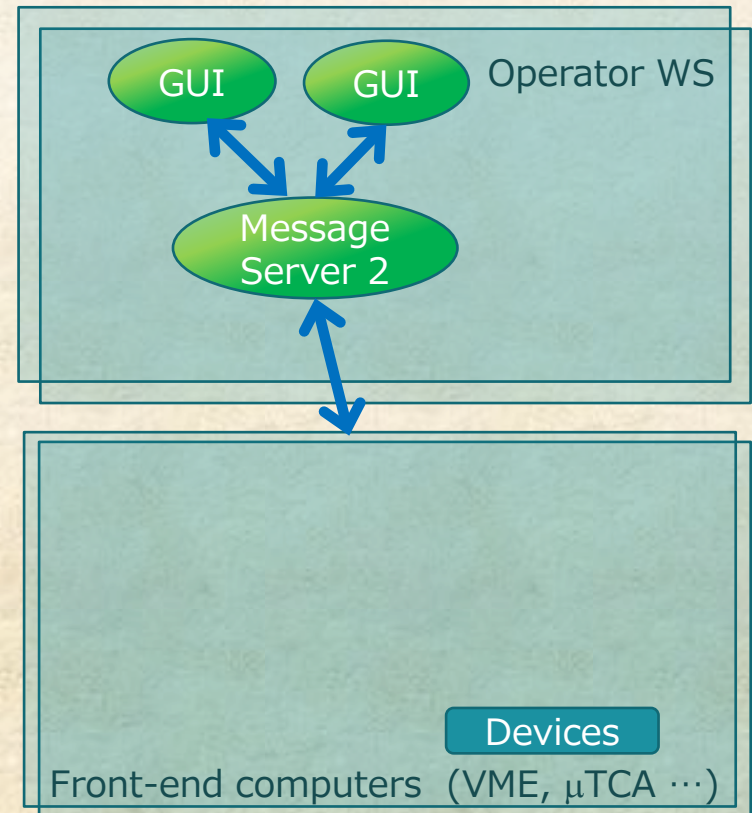 GUI
GUI
Operator WS
Message
Server 2
Devices
Front-end computers (VME, μTCA ⋯)